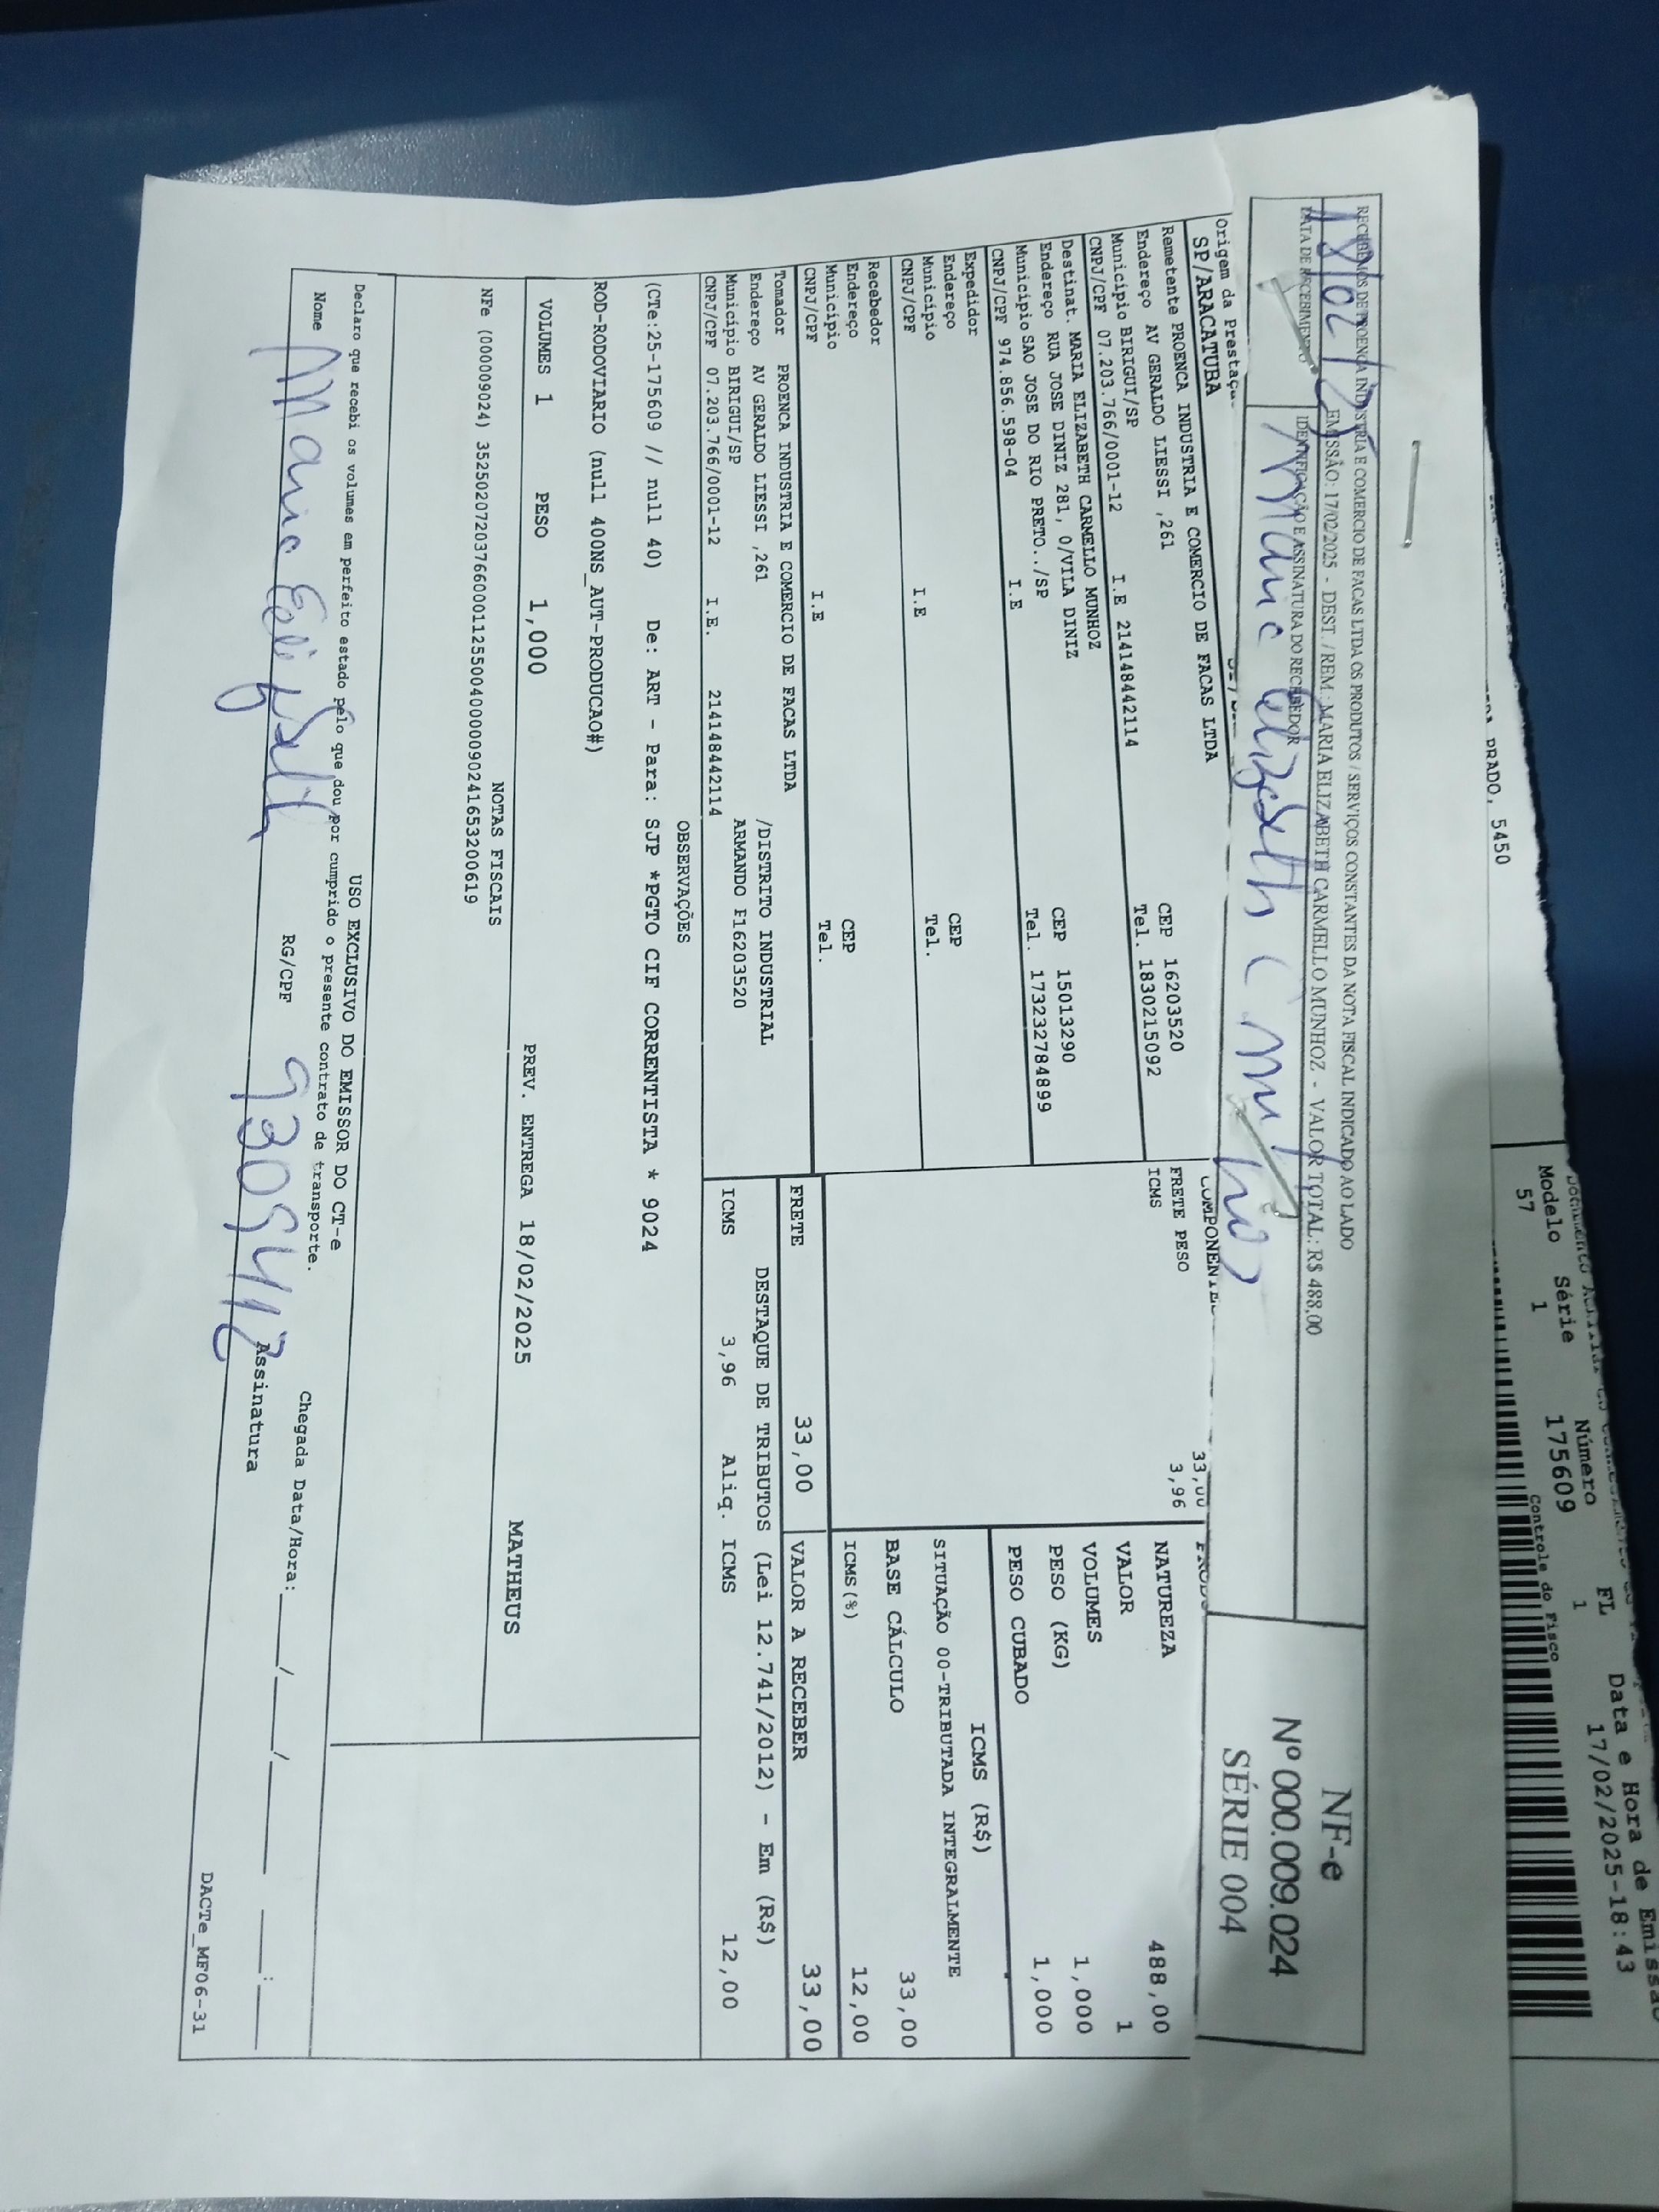 PRADO, 5450
Modelo Série Número FL Data e Hora de Emissão
57 1 175609 1 17/02/2025-18:43
Controle do Fisco
RECEBEMOS DE PROENÇA INDUSTRIA E COMERCIO DE FACAS LTDA OS PRODUTOS / SERVIÇOS CONSTANTES DA NOTA FISCAL INDICADO AO LADO
EMISSÃO: 17/02/2025 - DEST. / REM.: MARIA ELIZABETH CARMELLO MUNHOZ - VALOR TOTAL: R$ 488,00
DATA DE RECEBIMENTO IDENTIFICAÇÃO E ASSINATURA DO RECEBEDOR
18/02/
Maria Elizabeth C
NF-e
Nº 000.009.024
SÉRIE 004
Origem da Prestaç
SP/ARACATUBA
Remetente PROENCA INDUSTRIA E COMERCIO DE FACAS LTDA
Endereço AV GERALDO LIESSI ,261 CEP 16203520
Município BIRIGUI/SP Tel. 1830215092
CNPJ/CPF 07.203.766/0001-12 I.E 214148442114
Destinat. MARIA ELIZABETH CARMELLO MUNHOZ
Endereço RUA JOSE DINIZ 281, 0/VILA DINIZ CEP 15013290
Município SAO JOSE DO RIO PRETO../SP Tel. 173232784899
CNPJ/CPF 974.856.598-04 I.E
Expedidor
Endereço CEP
Município Tel.
CNPJ/CPF I.E
Recebedor
Endereço CEP
Município Tel.
CNPJ/CPF I.E
Tomador PROENCA INDUSTRIA E COMERCIO DE FACAS LTDA
Endereço AV GERALDO LIESSI ,261 /DISTRITO INDUSTRIAL
Município BIRIGUI/SP ARMANDO F16203520
CNPJ/CPF 07.203.766/0001-12 I.E. 214148442114
COMPONENTE
FRETE PESO 33,00
ICMS 3,96
NATUREZA
VALOR 488,00
VOLUMES 1
PESO (KG) 1,000
PESO CUBADO 1,000
ICMS (R$)
SITUAÇÃO 00-TRIBUTADA INTEGRALMENTE
BASE CÁLCULO 33,00
ICMS(%) 12,00
FRETE 33,00 VALOR A RECEBER 33,00
DESTAQUE DE TRIBUTOS (Lei 12.741/2012) - Em (R$)
ICMS 3,96 Aliq. ICMS 12,00
OBSERVAÇÕES
(CTe:25-175609 // null 40) De: ART - Para: SJP *PGTO CIF CORRENTISTA * 9024
ROD-RODOVIARIO (null 400NS_AUT-PRODUCAO#)
VOLUMES 1 PESO 1,000 PREV. ENTREGA 18/02/2025 MATHEUS
NOTAS FISCAIS
NFe (000009024) 35250207203766000112550040000090241653200619
USO EXCLUSIVO DO EMISSOR DO CT-e
Declaro que recebi os volumes em perfeito estado pelo que dou por cumprido o presente contrato de transporte.
Nome Maria Elizabeth RG/CPF Chegada Data/Hora:___/___/_____ ___:___
Assinatura
DACTe_MF06-31